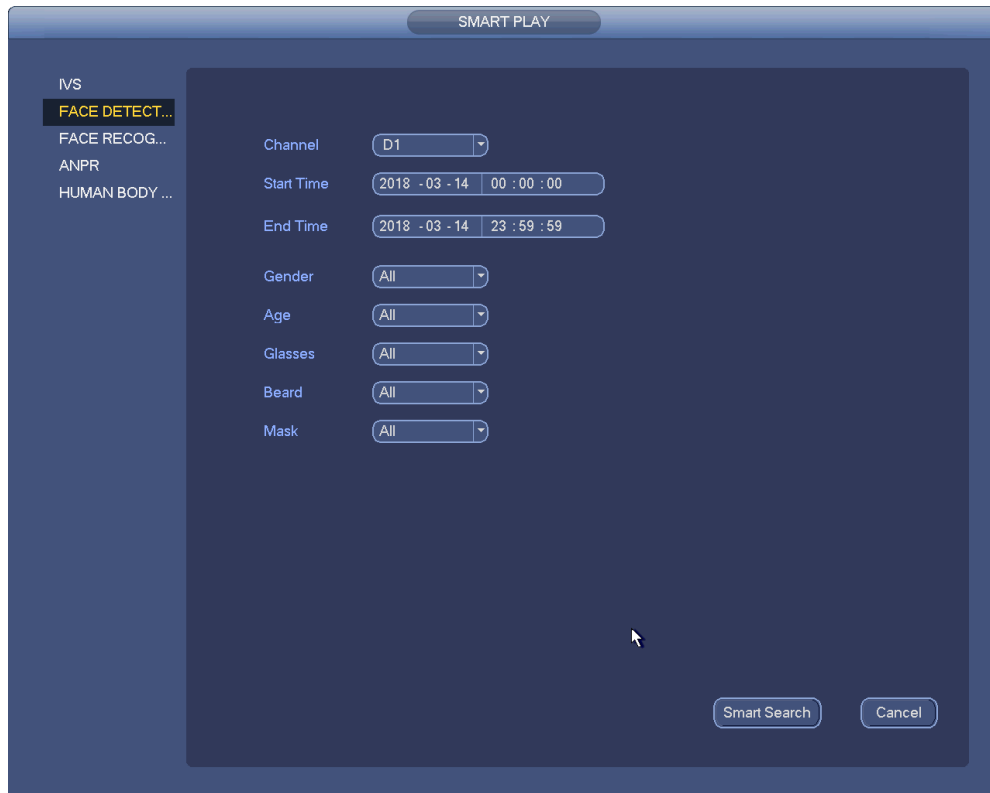 SMART PLAY
IVS
FACE DETECT...
FACE RECOG...
ANPR
HUMAN BODY ...
Channel D1
Start Time 2018 - 03 - 14 00 : 00 : 00
End Time 2018 - 03 - 14 23 : 59 : 59
Gender All
Age All
Glasses All
Beard All
Mask All
Smart Search Cancel